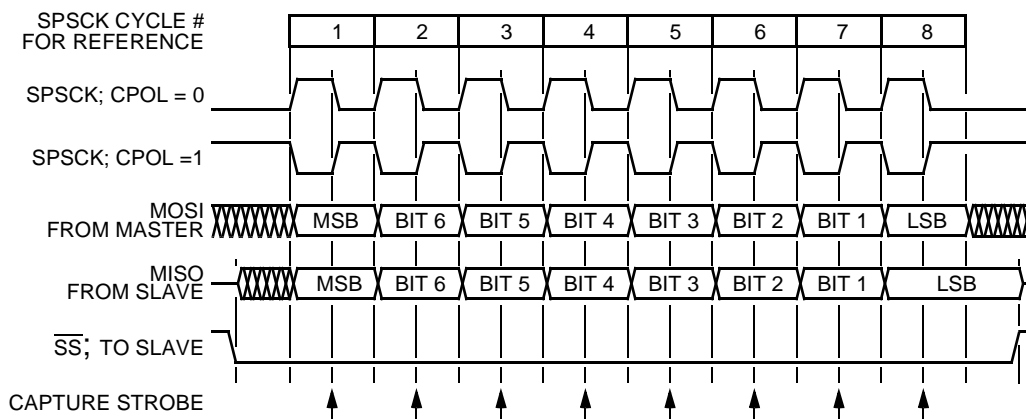 SPSCK CYCLE #
FOR REFERENCE
1 2 3 4 5 6 7 8
SPSCK; CPOL = 0
SPSCK; CPOL =1
MOSI
FROM MASTER
MSB BIT 6 BIT 5 BIT 4 BIT 3 BIT 2 BIT 1 LSB
MISO
FROM SLAVE
MSB BIT 6 BIT 5 BIT 4 BIT 3 BIT 2 BIT 1 LSB
SS; TO SLAVE
CAPTURE STROBE